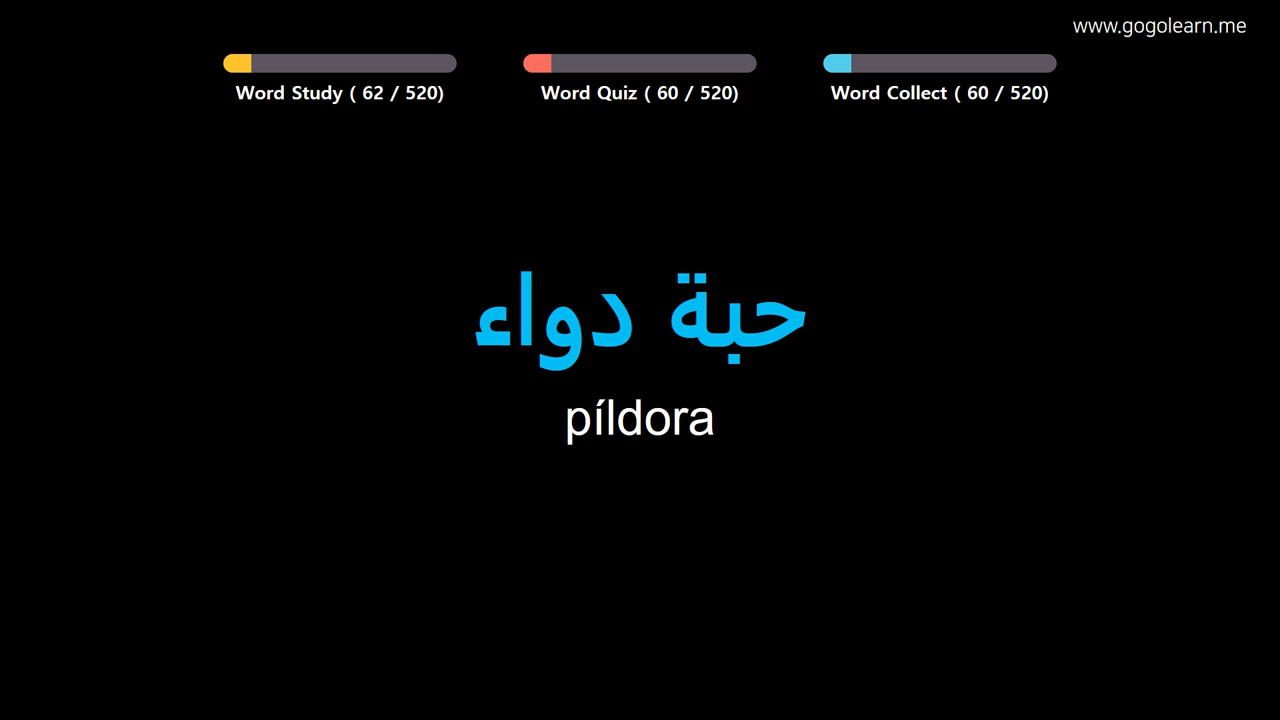 www.gogolearn.me
Word Study ( 62 / 520)
Word Quiz ( 60 / 520)
Word Collect ( 60 / 520)
حبة دواء
píldora